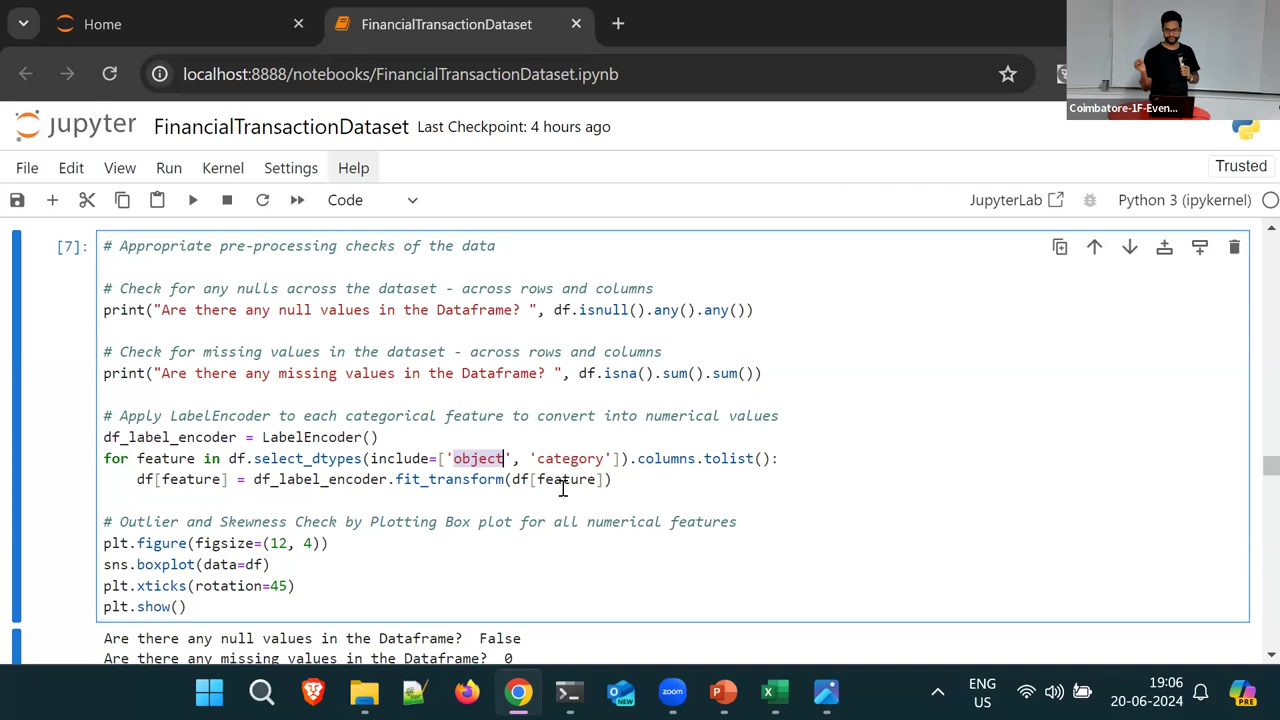 Home
FinancialTransactionDataset
localhost:8888/notebooks/FinancialTransactionDataset.ipynb
Coimbatore-1F-Even...
jupyter FinancialTransactionDataset Last Checkpoint: 4 hours ago
File Edit View Run Kernel Settings Help
Trusted
Code
JupyterLab
Python 3 (ipykernel)
[7]:
# Appropriate pre-processing checks of the data
# Check for any nulls across the dataset - across rows and columns
print("Are there any null values in the Dataframe? ", df.isnull().any().any())
# Check for missing values in the dataset - across rows and columns
print("Are there any missing values in the Dataframe? ", df.isna().sum().sum())
# Apply LabelEncoder to each categorical feature to convert into numerical values
df_label_encoder = LabelEncoder()
for feature in df.select_dtypes(include=['object', 'category']).columns.tolist():
df[feature] = df_label_encoder.fit_transform(df[feature])
# Outlier and Skewness Check by Plotting Box plot for all numerical features
plt.figure(figsize=(12, 4))
sns.boxplot(data=df)
plt.xticks(rotation=45)
plt.show()
Are there any null values in the Dataframe?  False
Are there any missing values in the Dataframe?  0
zoom
NEW
ENG
US
19:06
20-06-2024
PRE